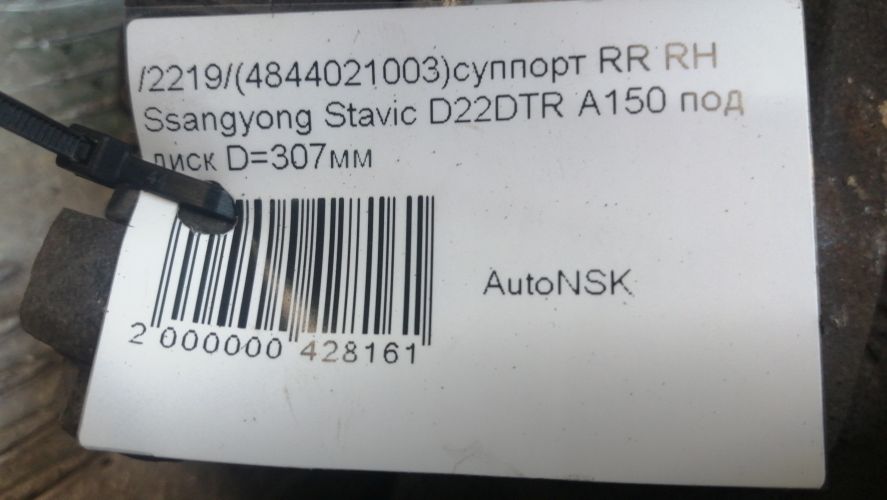 /2219/(4844021003)суппорт RR RH
Ssangyong Stavic D22DTR A150 под
диск D=307мм
AutoNSK
2 000000 428161